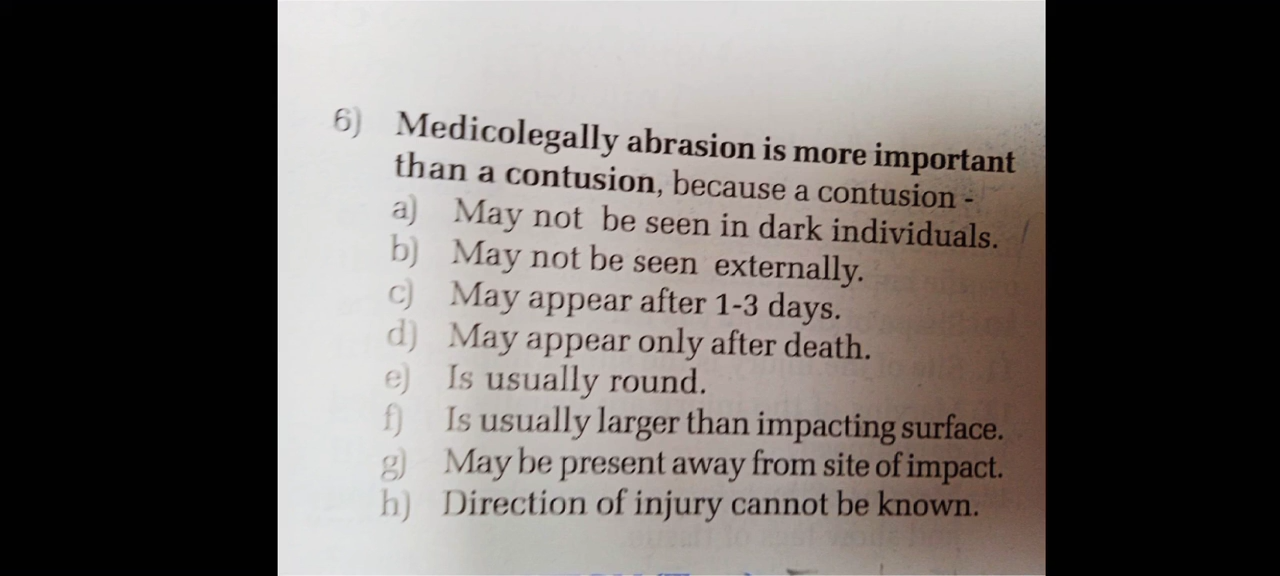 6) Medicolegally abrasion is more important
than a contusion, because a contusion -
a) May not be seen in dark individuals.
b) May not be seen externally.
c) May appear after 1-3 days.
d) May appear only after death.
e) Is usually round.
f) Is usually larger than impacting surface.
g) May be present away from site of impact.
h) Direction of injury cannot be known.